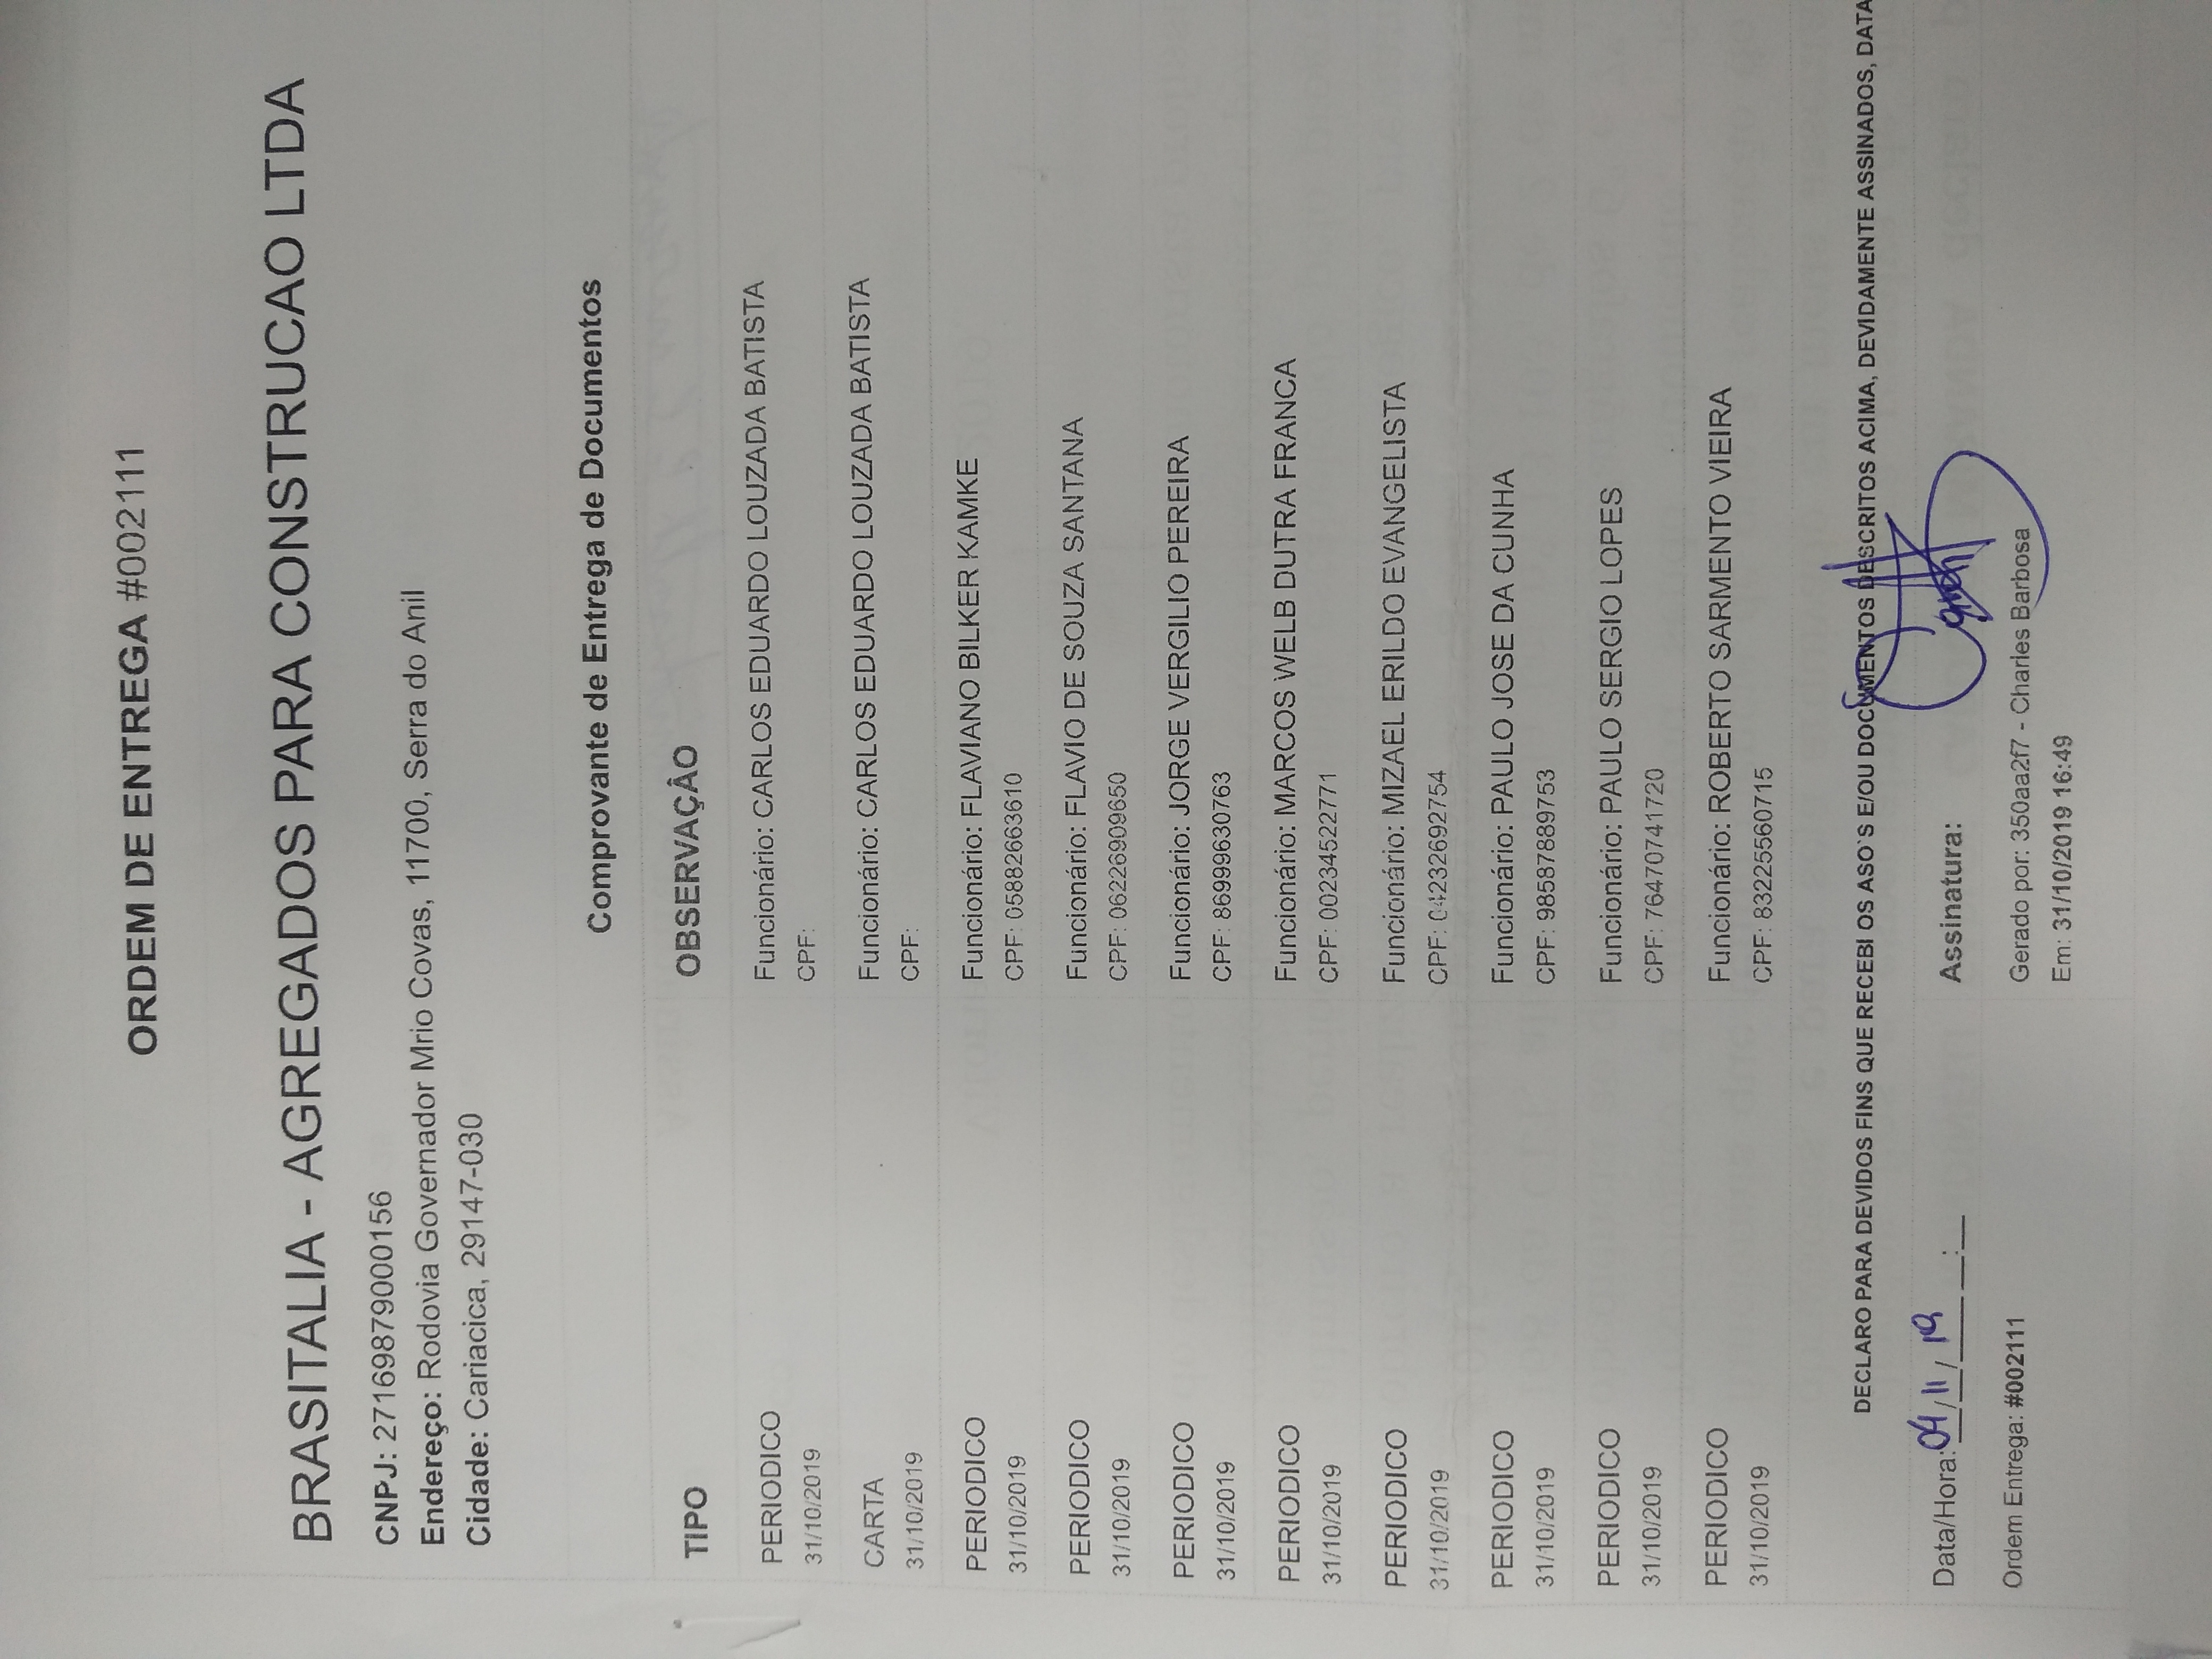 ORDEM DE ENTREGA #002111
BRASITALIA - AGREGADOS PARA CONSTRUCAO LTDA
CNPJ: 27169879000156
Endereço: Rodovia Governador Mrio Covas, 11700, Serra do Anil
Cidade: Cariacica, 29147-030
Comprovante de Entrega de Documentos
TIPO OBSERVAÇÂO
PERIODICO Funcionário: CARLOS EDUARDO LOUZADA BATISTA
31/10/2019 CPF:
CARTA Funcionário: CARLOS EDUARDO LOUZADA BATISTA
31/10/2019 CPF:
PERIODICO Funcionário: FLAVIANO BILKER KAMKE
31/10/2019 CPF: 05882663610
PERIODICO Funcionário: FLAVIO DE SOUZA SANTANA
31/10/2019 CPF: 06226909650
PERIODICO Funcionário: JORGE VERGILIO PEREIRA
31/10/2019 CPF: 86999630763
PERIODICO Funcionário: MARCOS WELB DUTRA FRANCA
31/10/2019 CPF: 00234522771
PERIODICO Funcionário: MIZAEL ERILDO EVANGELISTA
31/10/2019 CPF: 04232692754
PERIODICO Funcionário: PAULO JOSE DA CUNHA
31/10/2019 CPF: 98587889753
PERIODICO Funcionário: PAULO SERGIO LOPES
31/10/2019 CPF: 76470741720
PERIODICO Funcionário: ROBERTO SARMENTO VIEIRA
31/10/2019 CPF: 83225560715
DECLARO PARA DEVIDOS FINS QUE RECEBI OS ASO`S E/OU DOCUMENTOS DESCRITOS ACIMA, DEVIDAMENTE ASSINADOS, DATA
Data/Hora: 04/11/19 __:__ Assinatura:
Ordem Entrega: #002111 Gerado por: 350aa2f7 - Charles Barbosa
Em: 31/10/2019 16:49